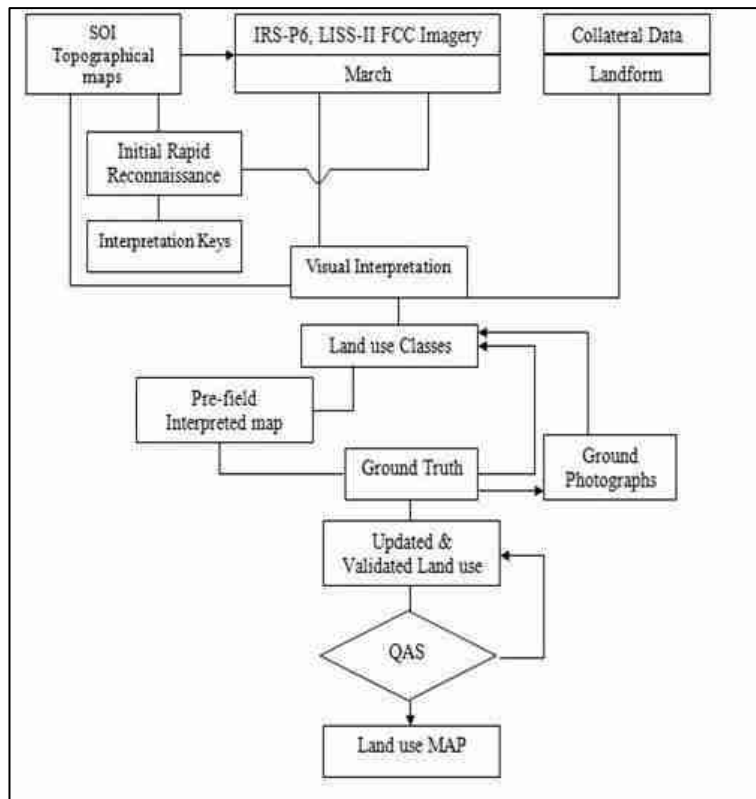 SOI
Topographical
maps
IRS-P6, LISS-II FCC Imagery
March
Collateral Data
Landform
Initial Rapid
Reconnaissance
Interpretation Keys
Visual Interpretation
Land use Classes
Pre-field
Interpreted map
Ground Truth
Ground
Photographs
Updated &
Validated Land use
QAS
Land use MAP